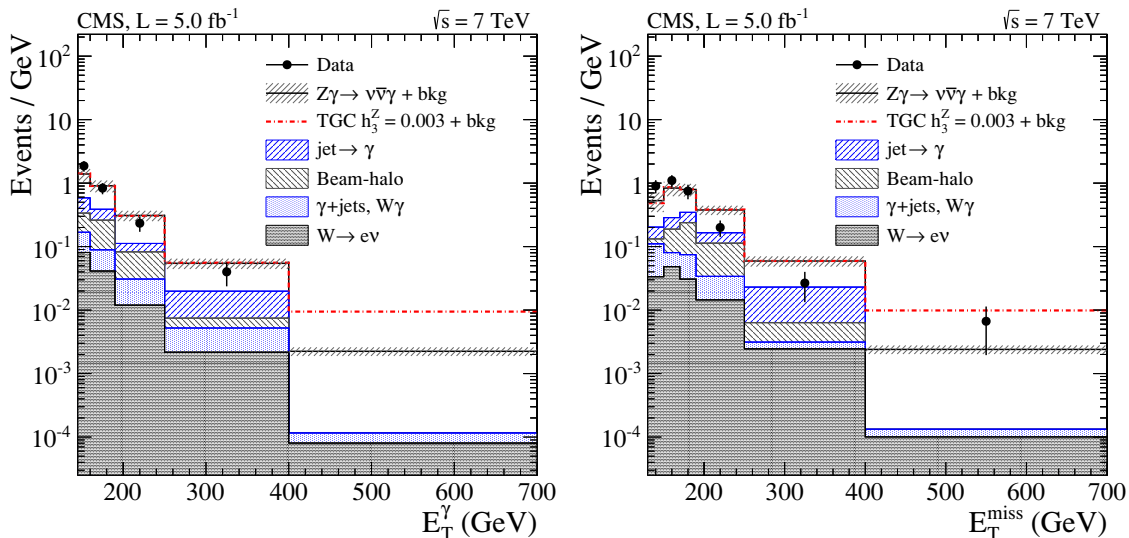 CMS, L = 5.0 fb⁻¹ √s = 7 TeV
Events / GeV
10²
10
1
10⁻¹
10⁻²
10⁻³
10⁻⁴
Data
Zγ→ νν̅γ + bkg
TGC h₃ᶻ = 0.003 + bkg
jet→ γ
Beam-halo
γ+jets, Wγ
W→ eν
200 300 400 500 600 700
E_T^γ (GeV)
CMS, L = 5.0 fb⁻¹ √s = 7 TeV
Events / GeV
10²
10
1
10⁻¹
10⁻²
10⁻³
10⁻⁴
Data
Zγ→ νν̅γ + bkg
TGC h₃ᶻ = 0.003 + bkg
jet→ γ
Beam-halo
γ+jets, Wγ
W→ eν
200 300 400 500 600 700
E_T^miss (GeV)